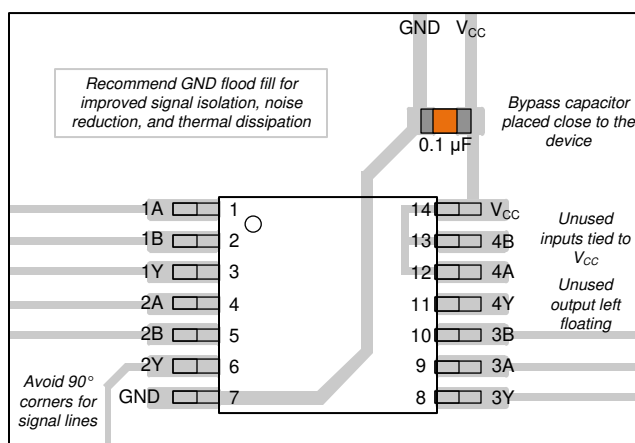 GND
V_CC
Recommend GND flood fill for
improved signal isolation, noise
reduction, and thermal dissipation
Bypass capacitor
placed close to the
device
0.1 µF
1A 1 14 V_CC
1B 2 13 4B
1Y 3 12 4A
2A 4 11 4Y
2B 5 10 3B
2Y 6 9 3A
GND 7 8 3Y
Unused
inputs tied to
V_CC
Unused
output left
floating
Avoid 90°
corners for
signal lines